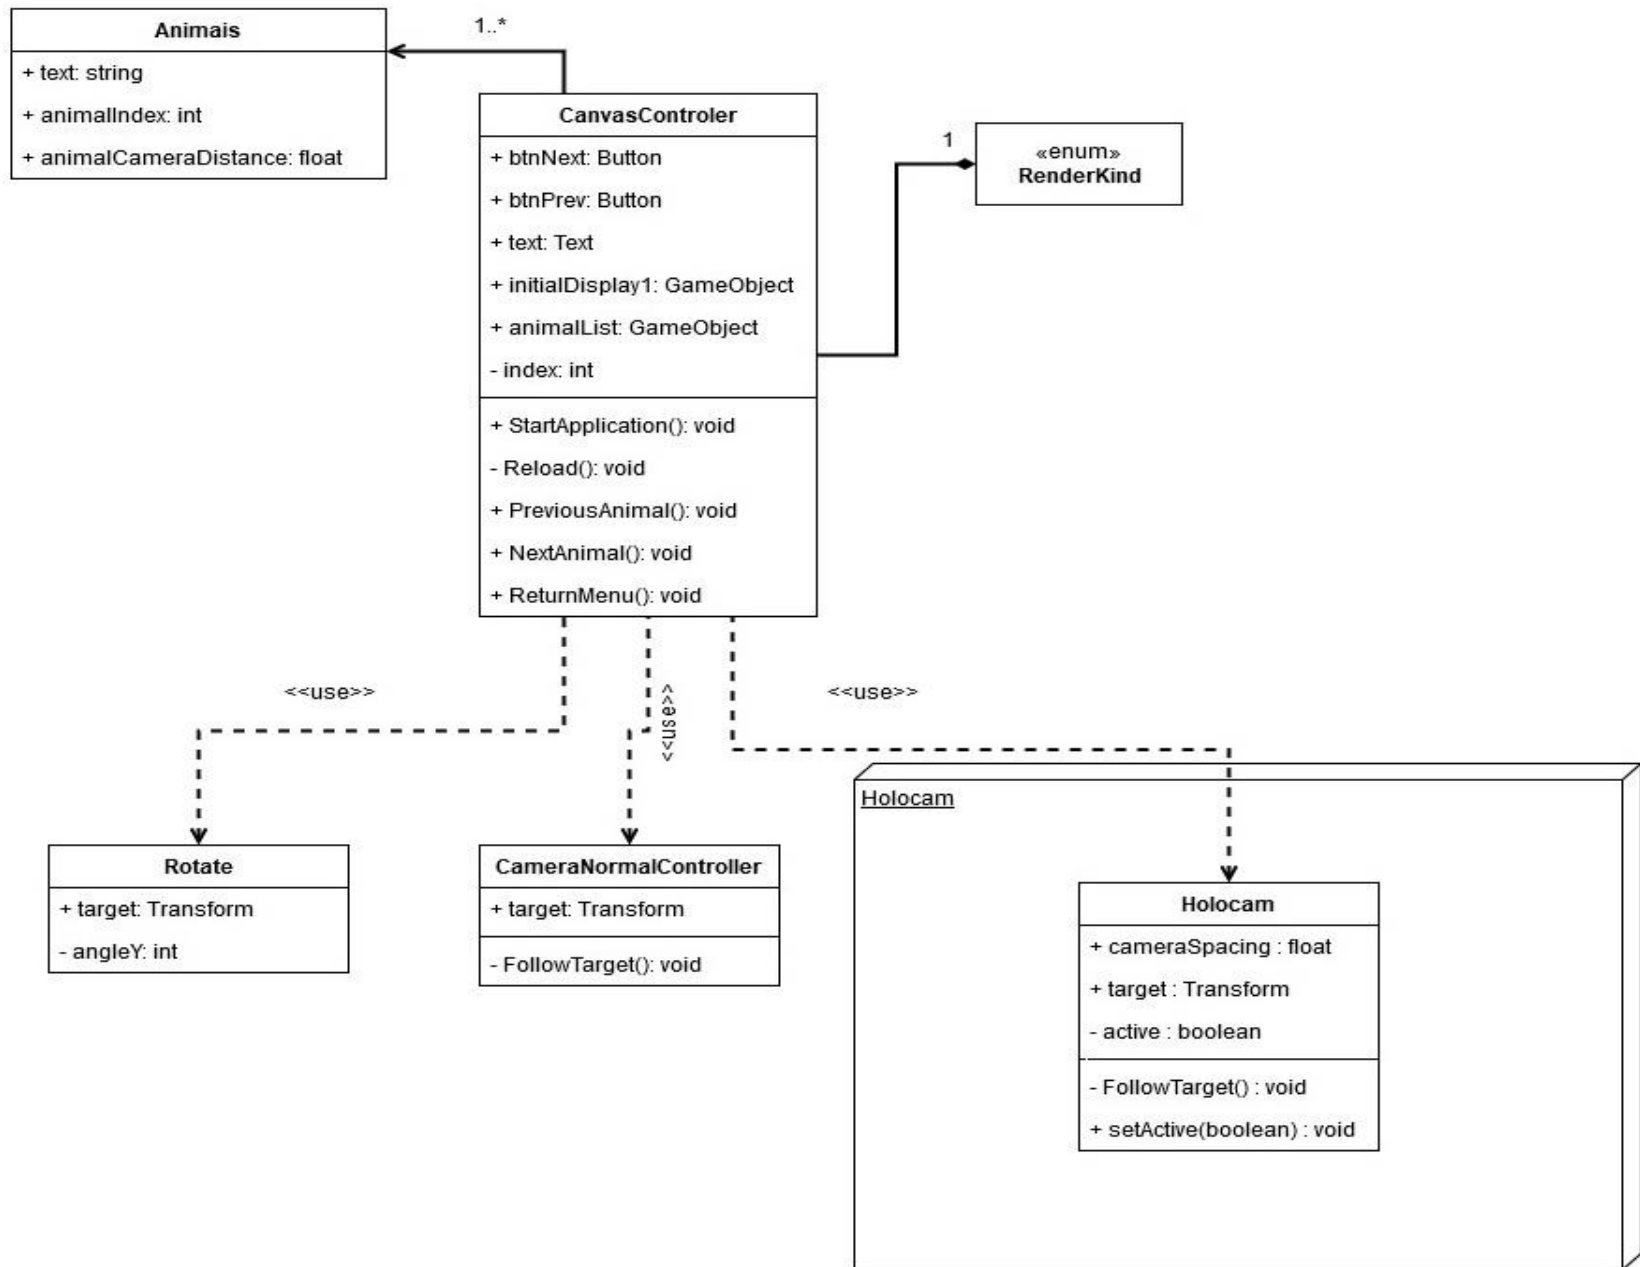 Animais
+ text: string
+ animalIndex: int
+ animalCameraDistance: float
1..*
CanvasControler
+ btnNext: Button
+ btnPrev: Button
+ text: Text
+ initialDisplay1: GameObject
+ animalList: GameObject
- index: int
+ StartApplication(): void
- Reload(): void
+ PreviousAnimal(): void
+ NextAnimal(): void
+ ReturnMenu(): void
1
«enum»
RenderKind
<<use>>
<<use>>
<<use>>
Rotate
+ target: Transform
- angleY: int
CameraNormalController
+ target: Transform
- FollowTarget(): void
Holocam
Holocam
+ cameraSpacing : float
+ target : Transform
- active : boolean
- FollowTarget() : void
+ setActive(boolean) : void